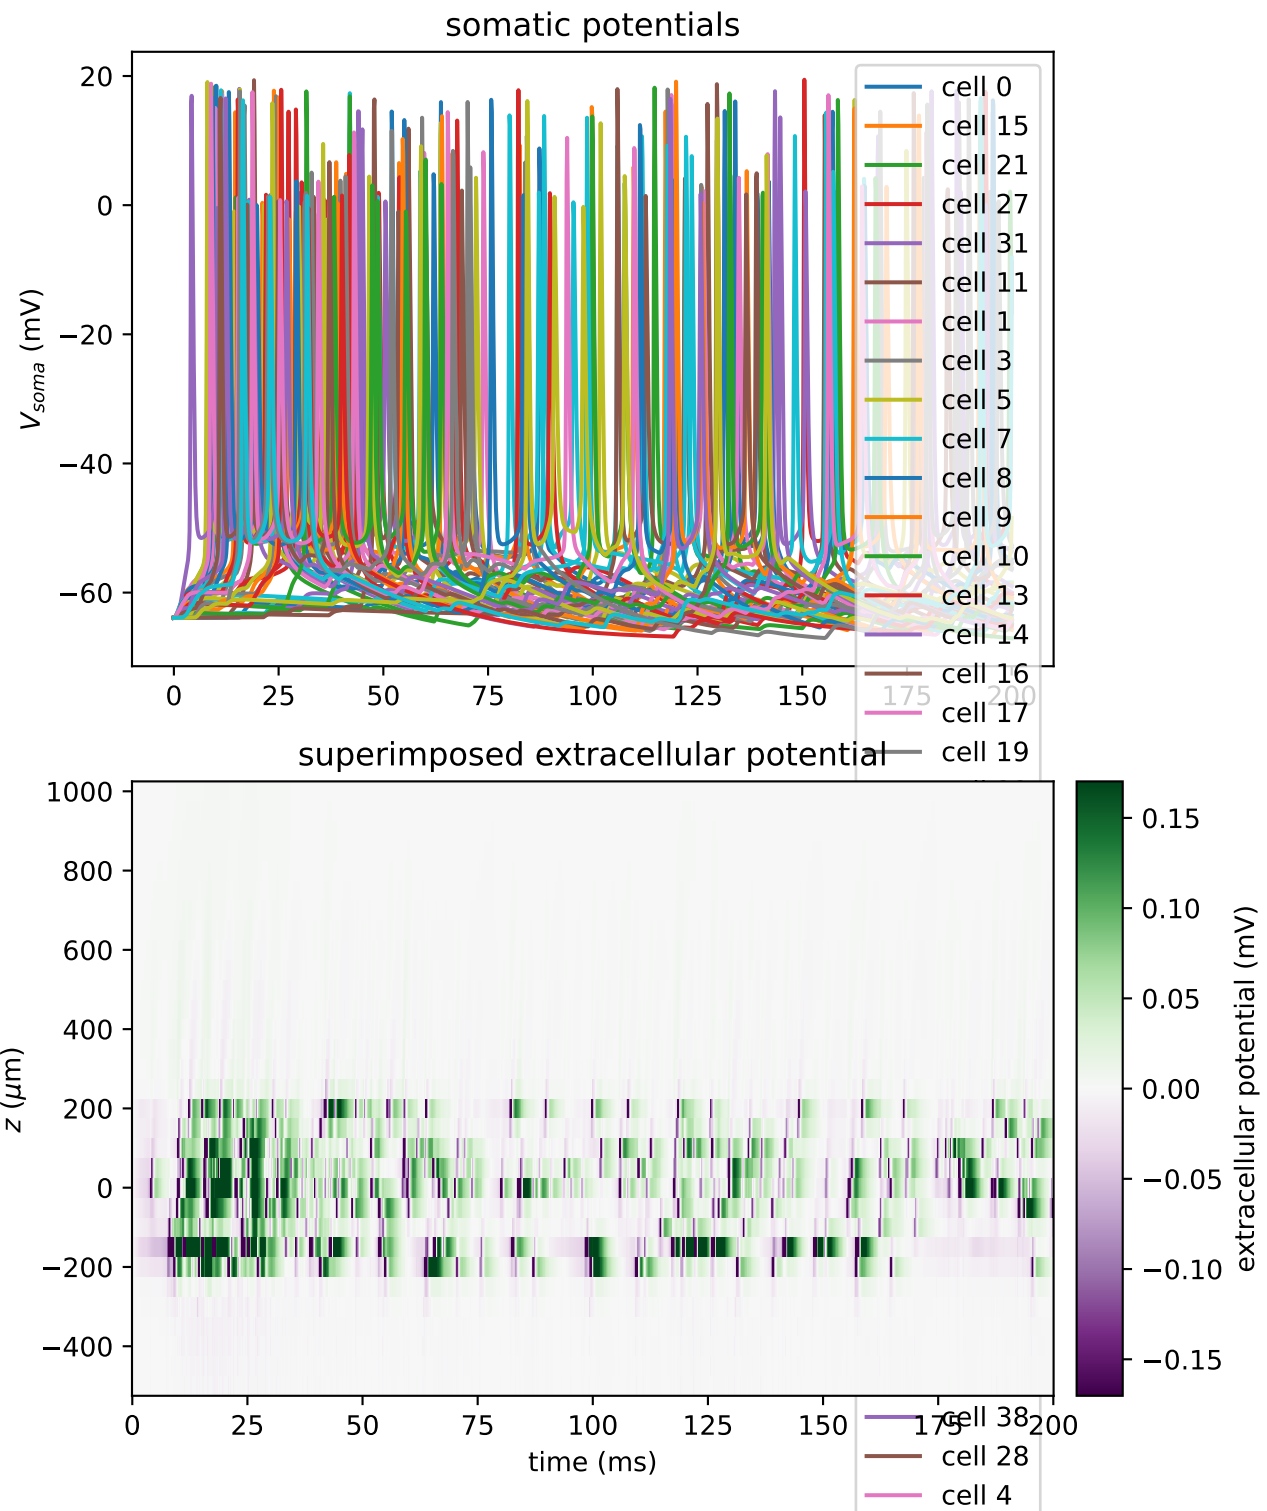 somatic potentials
20
0
−20
−40
−60
V_soma (mV)
0 25 50 75 100 125 150 175 200
cell 0
cell 15
cell 21
cell 27
cell 31
cell 11
cell 1
cell 3
cell 5
cell 7
cell 8
cell 9
cell 10
cell 13
cell 14
cell 16
cell 17
cell 19
superimposed extracellular potential
1000
800
600
400
200
0
−200
−400
z (μm)
0 25 50 75 100 125 150 175 200
time (ms)
0.15
0.10
0.05
0.00
−0.05
−0.10
−0.15
extracellular potential (mV)
cell 38
cell 28
cell 4